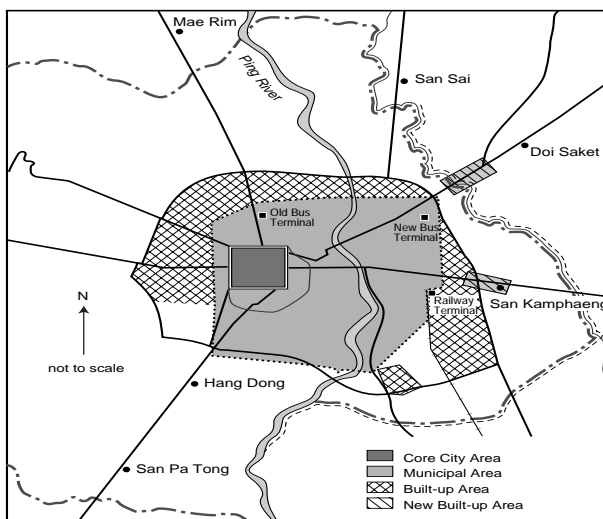 Mae Rim
Ping River
San Sai
Doi Saket
Old Bus
Terminal
New Bus
Terminal
San Kamphaeng
Railway
Terminal
N
not to scale
Hang Dong
San Pa Tong
Core City Area
Municipal Area
Built-up Area
New Built-up Area